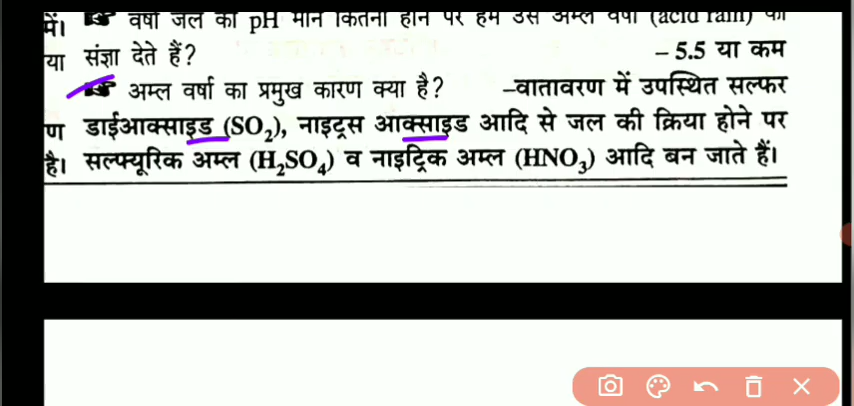 में। वर्षा जल का pH मान कितना होने पर हम उसे अम्ल वर्षा (acid rain) की
या संज्ञा देते हैं? – 5.5 या कम
अम्ल वर्षा का प्रमुख कारण क्या है? –वातावरण में उपस्थित सल्फर
ण डाईआक्साइड (SO₂), नाइट्रस आक्साइड आदि से जल की क्रिया होने पर
है। सल्फ्यूरिक अम्ल (H₂SO₄) व नाइट्रिक अम्ल (HNO₃) आदि बन जाते हैं।